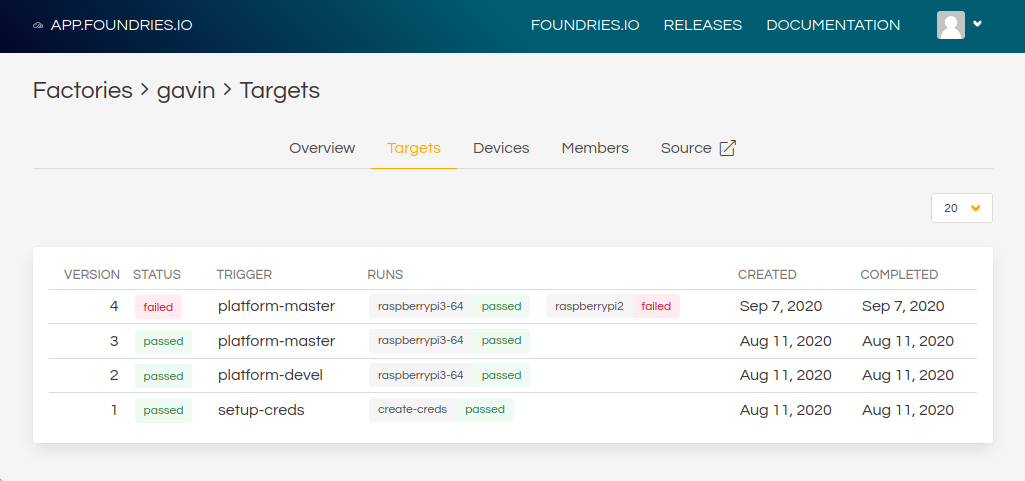 APP.FOUNDRIES.IO FOUNDRIES.IO RELEASES DOCUMENTATION
Factories > gavin > Targets
Overview Targets Devices Members Source
20
VERSION STATUS TRIGGER RUNS CREATED COMPLETED
4 failed platform-master raspberrypi3-64 passed raspberrypi2 failed Sep 7, 2020 Sep 7, 2020
3 passed platform-master raspberrypi3-64 passed Aug 11, 2020 Aug 11, 2020
2 passed platform-devel raspberrypi3-64 passed Aug 11, 2020 Aug 11, 2020
1 passed setup-creds create-creds passed Aug 11, 2020 Aug 11, 2020